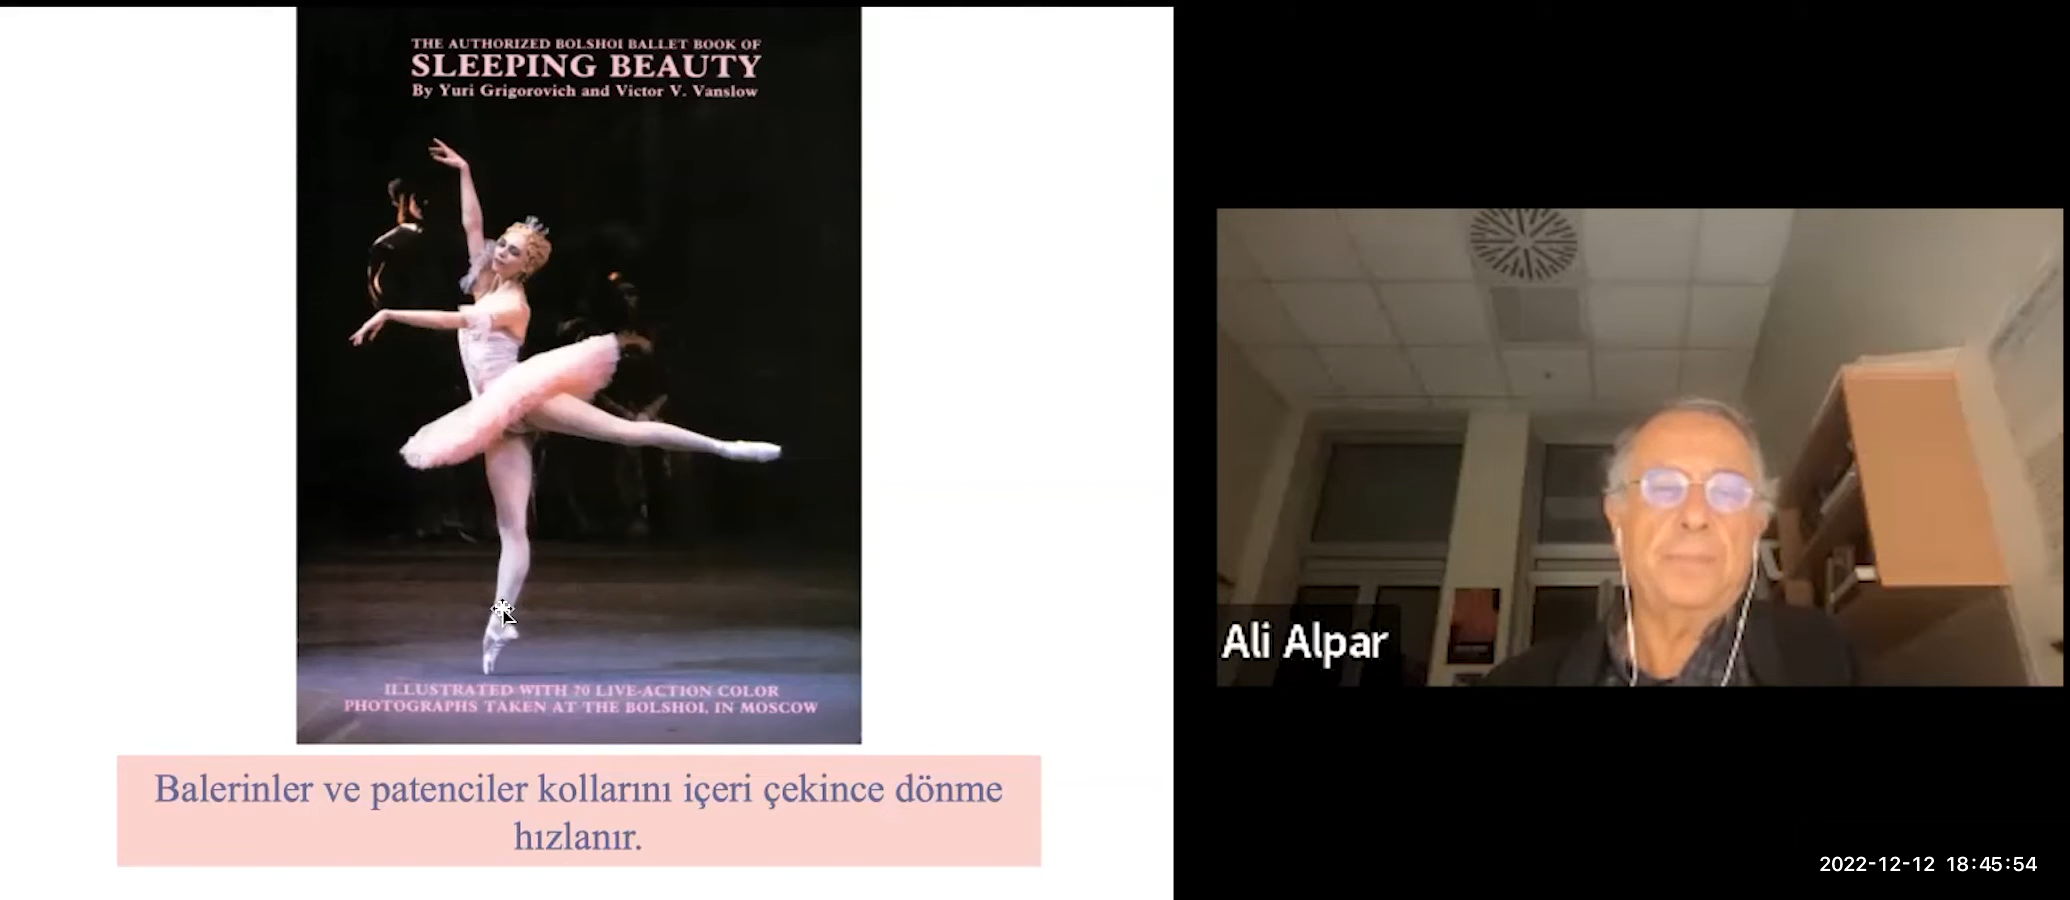 THE AUTHORIZED BOLSHOI BALLET BOOK OF
SLEEPING BEAUTY
By Yuri Grigorovich and Victor V. Vanslow
ILLUSTRATED WITH 70 LIVE-ACTION COLOR
PHOTOGRAPHS TAKEN AT THE BOLSHOI, IN MOSCOW
Balerinler ve patenciler kollarını içeri çekince dönme
hızlanır.
Ali Alpar
2022-12-12 18:45:54